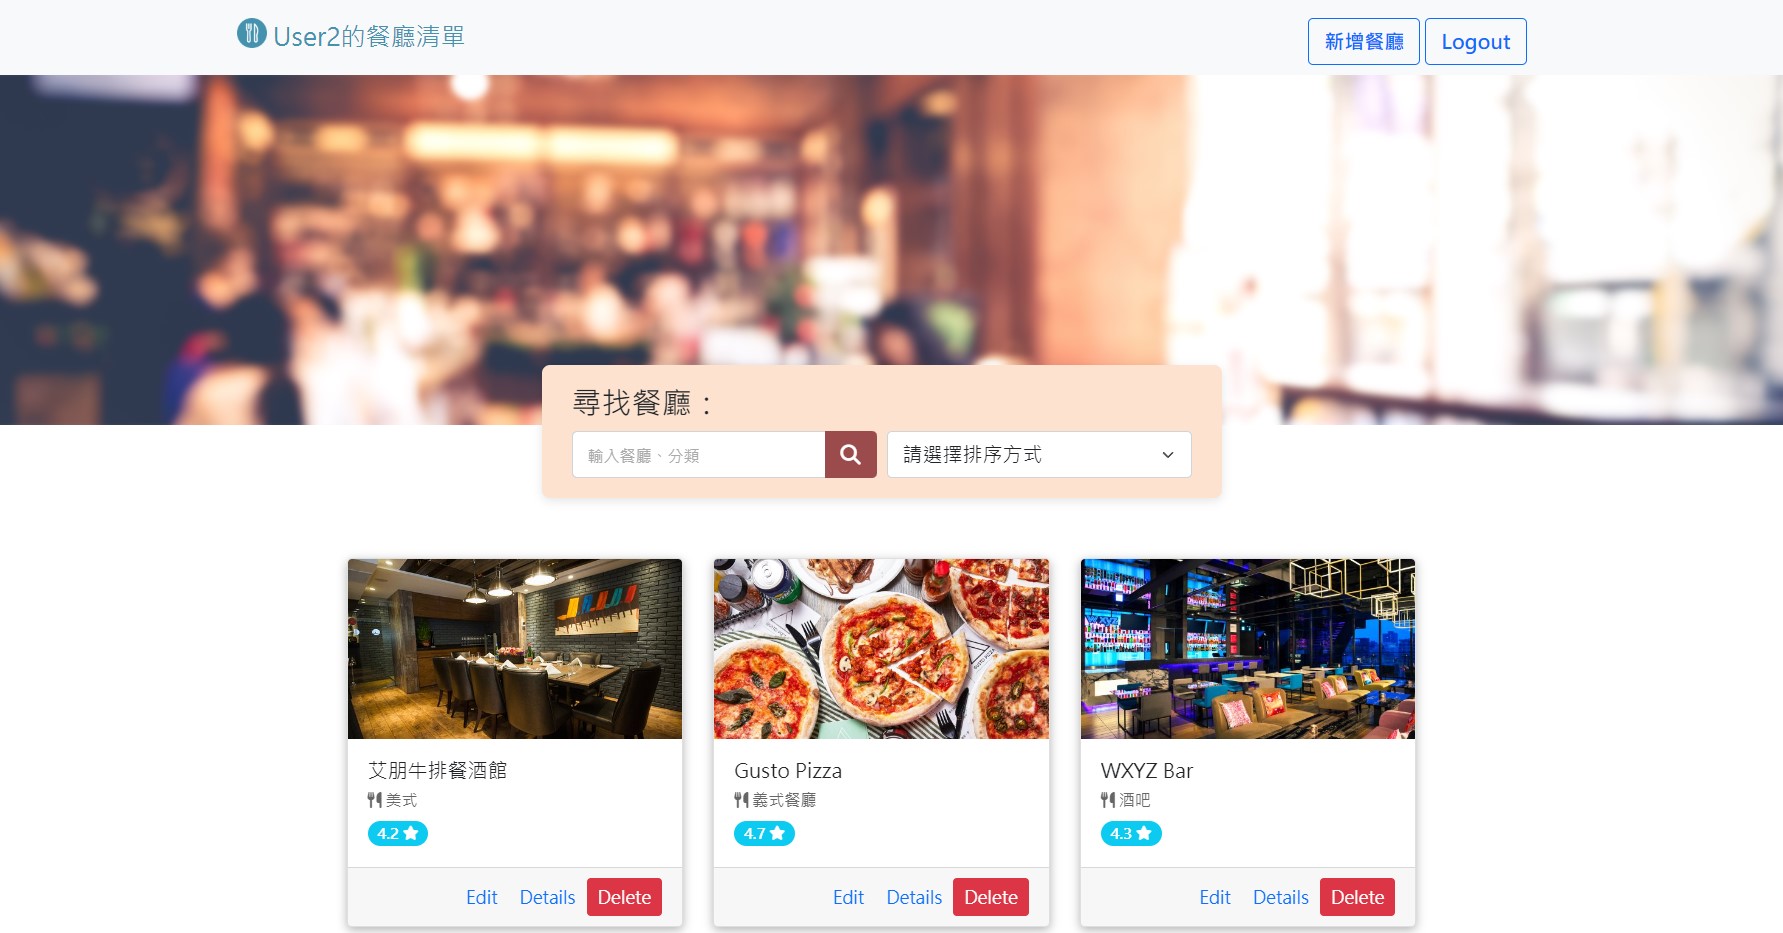 User2的餐廳清單
新增餐廳
Logout
尋找餐廳：
輸入餐廳、分類
請選擇排序方式
艾朋牛排餐酒館
美式
4.2
Edit Details Delete
Gusto Pizza
義式餐廳
4.7
Edit Details Delete
WXYZ Bar
酒吧
4.3
Edit Details Delete